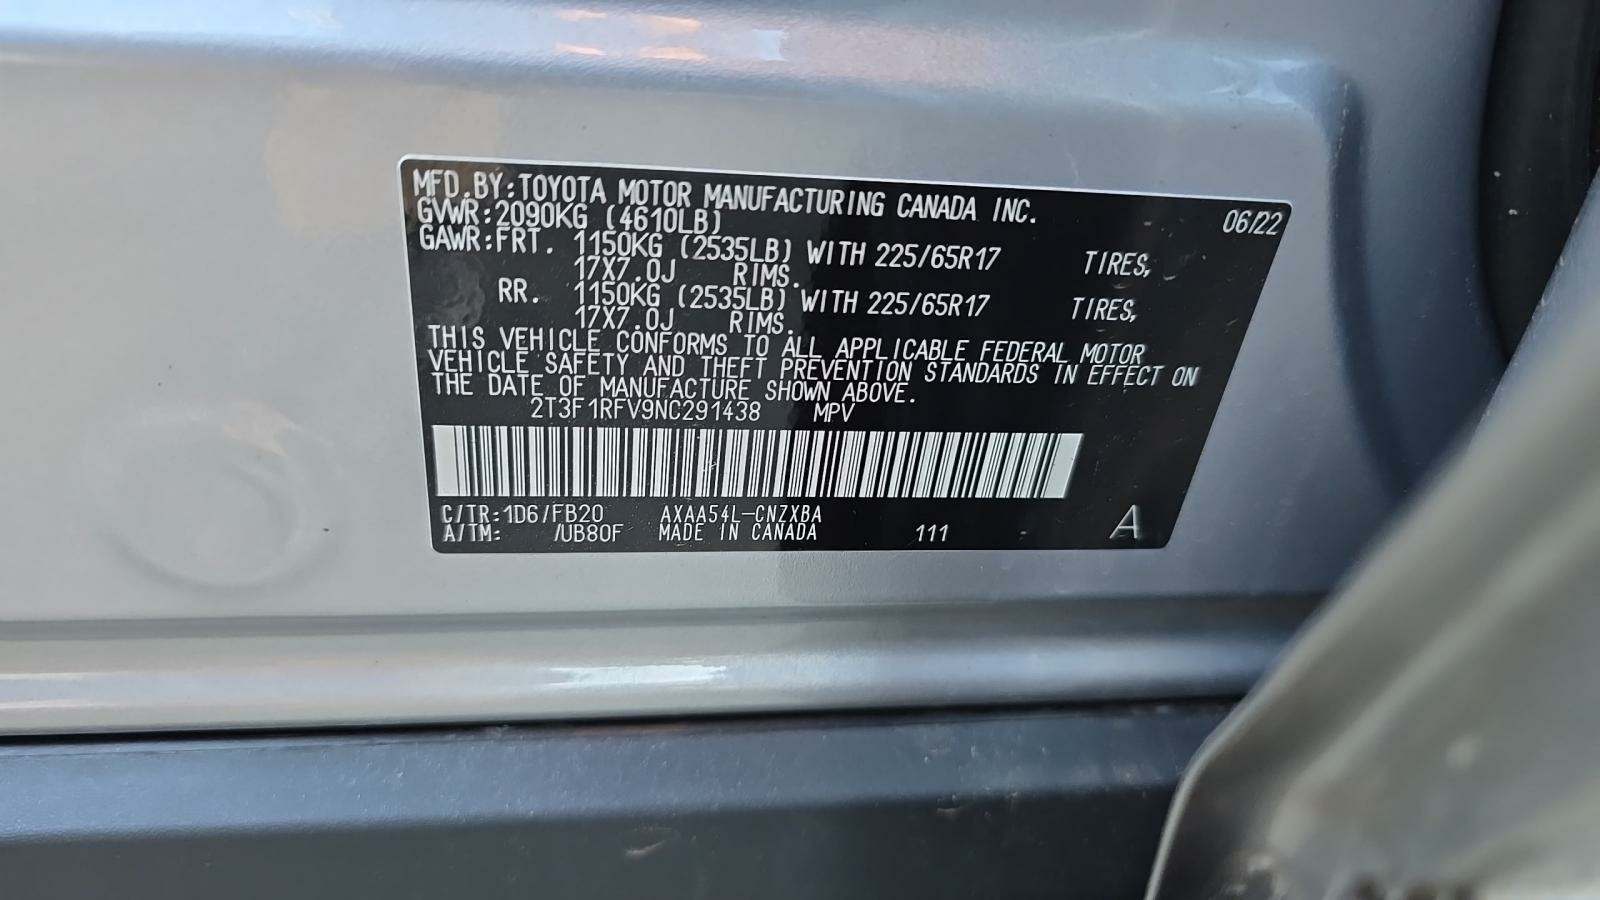 MFD.BY:TOYOTA MOTOR MANUFACTURING CANADA INC. 06/22
GVWR:2090KG (4610LB)
GAWR:FRT. 1150KG (2535LB) WITH 225/65R17 TIRES,
17X7.0J RIMS.
RR. 1150KG (2535LB) WITH 225/65R17 TIRES,
17X7.0J RIMS.
THIS VEHICLE CONFORMS TO ALL APPLICABLE FEDERAL MOTOR
VEHICLE SAFETY AND THEFT PREVENTION STANDARDS IN EFFECT ON
THE DATE OF MANUFACTURE SHOWN ABOVE.
2T3F1RFV9NC291438 MPV
C/TR:1D6/FB20 AXAA54L-CNZXBA
A/TM: /UB80F MADE IN CANADA 111 - A